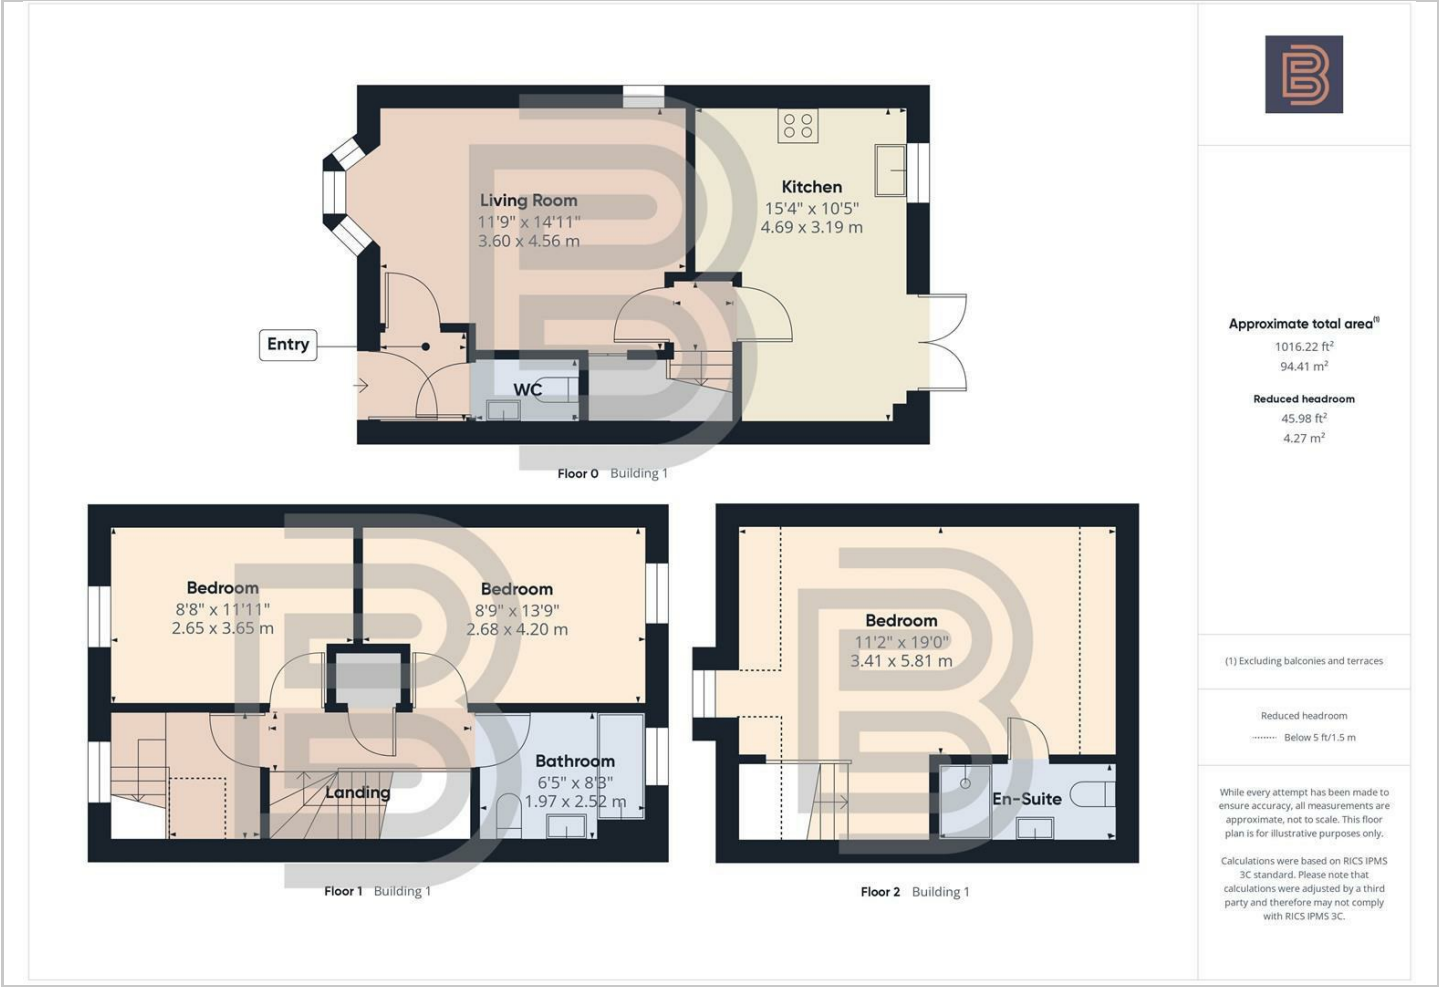 Living Room
11'9" x 14'11"
3.60 x 4.56 m
Kitchen
15'4" x 10'5"
4.69 x 3.19 m
Entry
WC
Floor 0 Building 1
Bedroom
8'8" x 11'11"
2.65 x 3.65 m
Bedroom
8'9" x 13'9"
2.68 x 4.20 m
Landing
Bathroom
6'5" x 8'3"
1.97 x 2.52 m
Floor 1 Building 1
Bedroom
11'2" x 19'0"
3.41 x 5.81 m
En-Suite
Floor 2 Building 1
B
Approximate total area(1)
1016.22 ft²
94.41 m²
Reduced headroom
45.98 ft²
4.27 m²
(1) Excluding balconies and terraces
Reduced headroom
Below 5 ft/1.5 m
While every attempt has been made to
ensure accuracy, all measurements are
approximate, not to scale. This floor
plan is for illustrative purposes only.
Calculations were based on RICS IPMS
3C standard. Please note that
calculations were adjusted by a third
party and therefore may not comply
with RICS IPMS 3C.